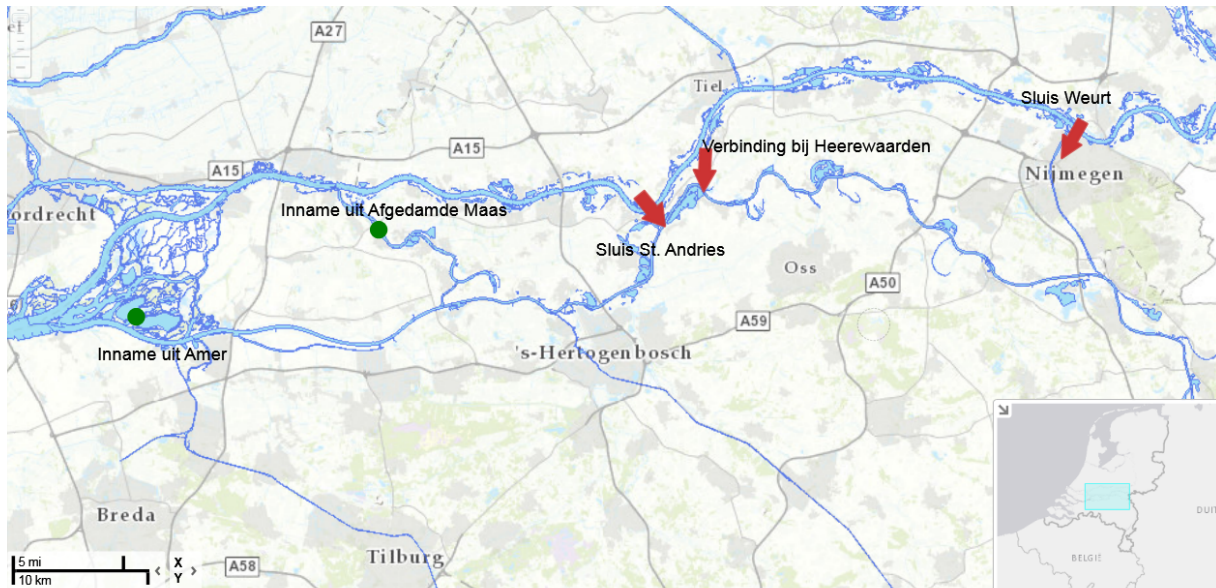 A27
Sluis Weurt
Tiel
Verbinding bij Heerewaarden
A15
A15
Nijmegen
ordrecht
Inname uit Afgedamde Maas
Sluis St. Andries
Oss
A50
A59
Inname uit Amer
's-Hertogenbosch
Breda
DUIT
Tilburg
BELGIË
5 mi
10 km
X
Y
A58